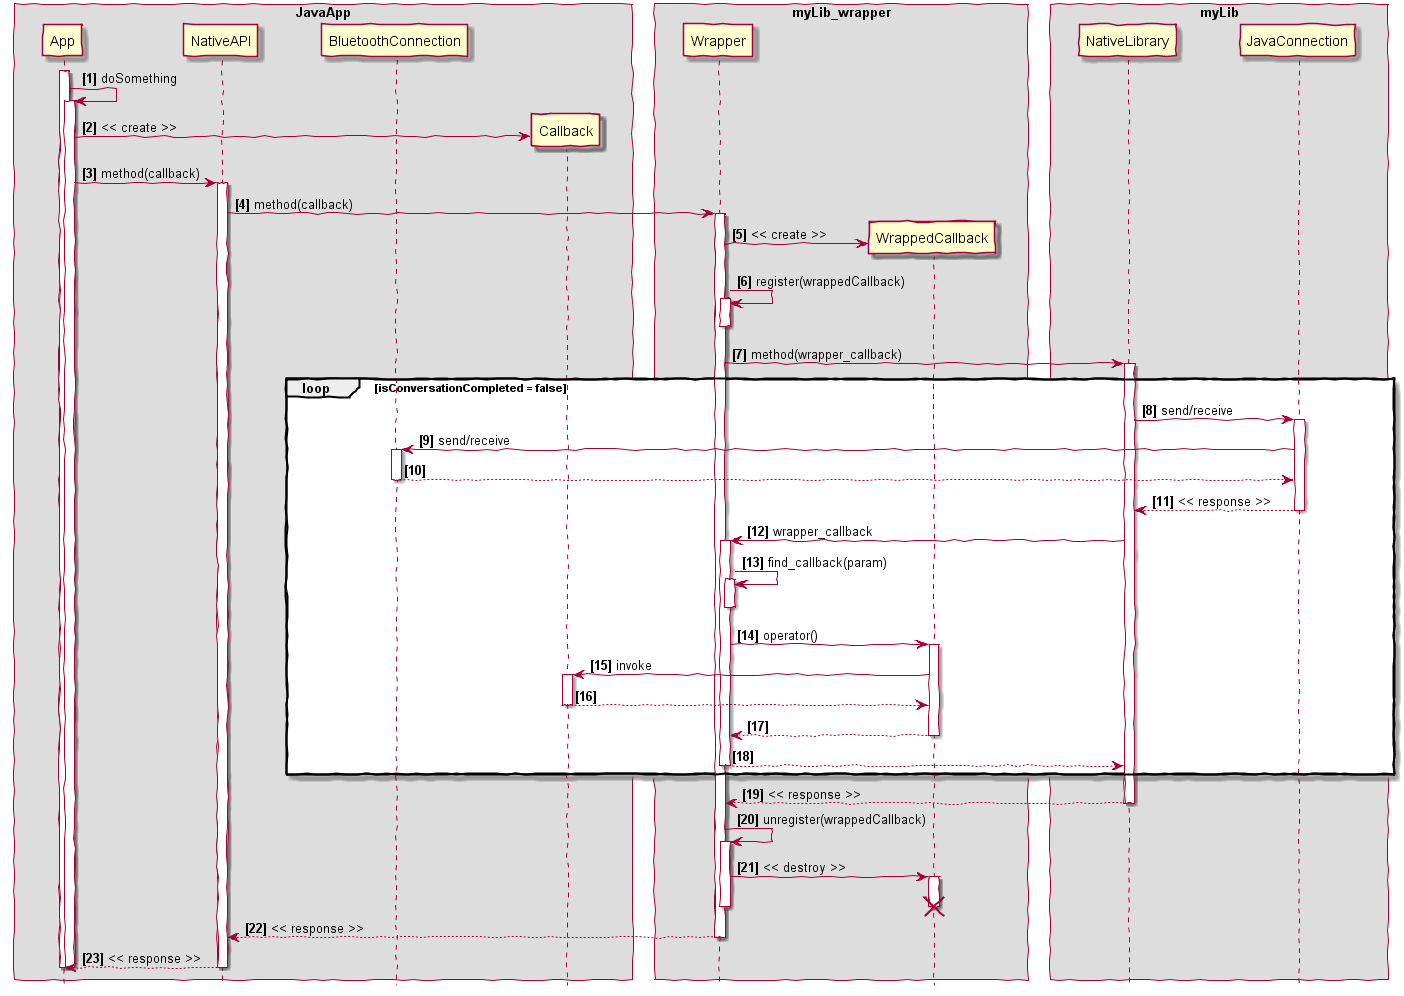 JavaApp
myLib_wrapper
myLib
App
NativeAPI
BluetoothConnection
Wrapper
NativeLibrary
JavaConnection
[1] doSomething
Callback
[2] << create >>
[3] method(callback)
[4] method(callback)
WrappedCallback
[5] << create >>
[6] register(wrappedCallback)
[7] method(wrapper_callback)
loop [isConversationCompleted = false]
[8] send/receive
[9] send/receive
[10]
[11] << response >>
[12] wrapper_callback
[13] find_callback(param)
[14] operator()
[15] invoke
[16]
[17]
[18]
[19] << response >>
[20] unregister(wrappedCallback)
[21] << destroy >>
[22] << response >>
[23] << response >>